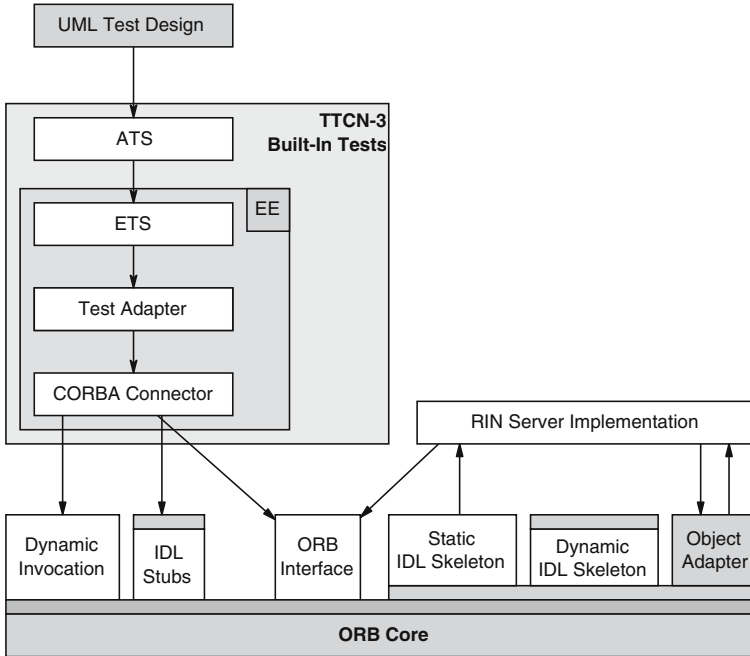 UML Test Design
TTCN-3
Built-In Tests
ATS
EE
ETS
Test Adapter
CORBA Connector
RIN Server Implementation
Dynamic
Invocation
IDL
Stubs
ORB
Interface
Static
IDL Skeleton
Dynamic
IDL Skeleton
Object
Adapter
ORB Core